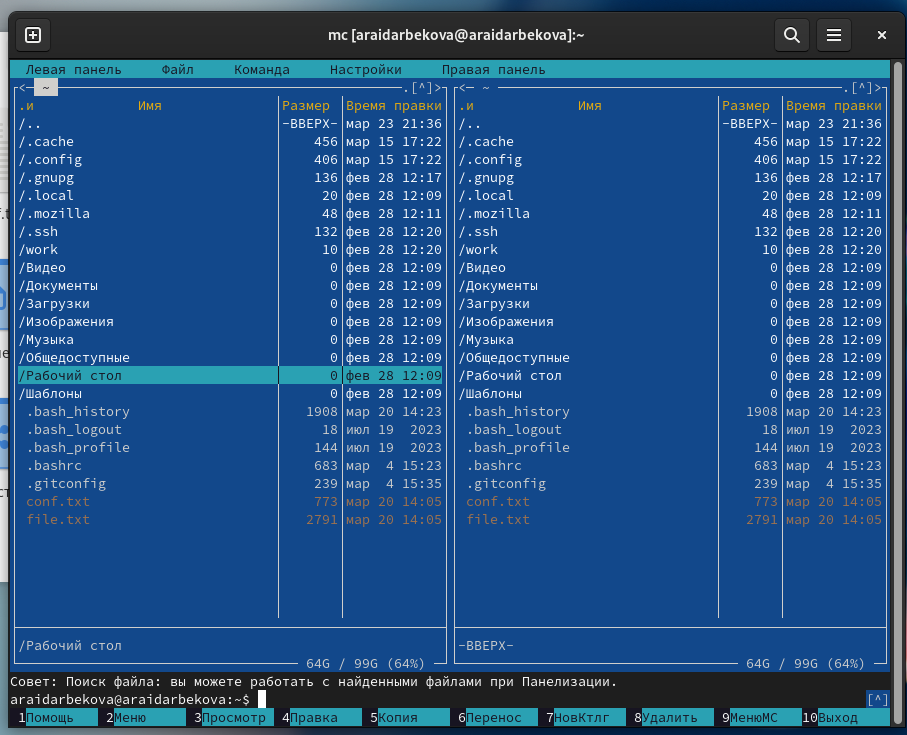 mc [araidarbekova@araidarbekova]:~
Левая панель Файл Команда Настройки Правая панель
<- ~ .[^]> <- ~ .[^]>
.и Имя Размер Время правки .и Имя Размер Время правки
/.. -ВВЕРХ- мар 23 21:36 /.. -ВВЕРХ- мар 23 21:36
/.cache 456 мар 15 17:22 /.cache 456 мар 15 17:22
/.config 406 мар 15 17:22 /.config 406 мар 15 17:22
/.gnupg 136 фев 28 12:17 /.gnupg 136 фев 28 12:17
/.local 20 фев 28 12:09 /.local 20 фев 28 12:09
/.mozilla 48 фев 28 12:11 /.mozilla 48 фев 28 12:11
/.ssh 132 фев 28 12:20 /.ssh 132 фев 28 12:20
/work 10 фев 28 12:20 /work 10 фев 28 12:20
/Видео 0 фев 28 12:09 /Видео 0 фев 28 12:09
/Документы 0 фев 28 12:09 /Документы 0 фев 28 12:09
/Загрузки 0 фев 28 12:09 /Загрузки 0 фев 28 12:09
/Изображения 0 фев 28 12:09 /Изображения 0 фев 28 12:09
/Музыка 0 фев 28 12:09 /Музыка 0 фев 28 12:09
/Общедоступные 0 фев 28 12:09 /Общедоступные 0 фев 28 12:09
/Рабочий стол 0 фев 28 12:09 /Рабочий стол 0 фев 28 12:09
/Шаблоны 0 фев 28 12:09 /Шаблоны 0 фев 28 12:09
.bash_history 1908 мар 20 14:23 .bash_history 1908 мар 20 14:23
.bash_logout 18 июл 19 2023 .bash_logout 18 июл 19 2023
.bash_profile 144 июл 19 2023 .bash_profile 144 июл 19 2023
.bashrc 683 мар 4 15:23 .bashrc 683 мар 4 15:23
.gitconfig 239 мар 4 15:35 .gitconfig 239 мар 4 15:35
conf.txt 773 мар 20 14:05 conf.txt 773 мар 20 14:05
file.txt 2791 мар 20 14:05 file.txt 2791 мар 20 14:05
/Рабочий стол -ВВЕРХ-
64G / 99G (64%) 64G / 99G (64%)
Совет: Поиск файла: вы можете работать с найденными файлами при Панелизации.
araidarbekova@araidarbekova:~$ [^]
1Помощь 2Меню 3Просмотр 4Правка 5Копия 6Перенос 7НовКтлг 8Удалить 9МенюМС 10Выход